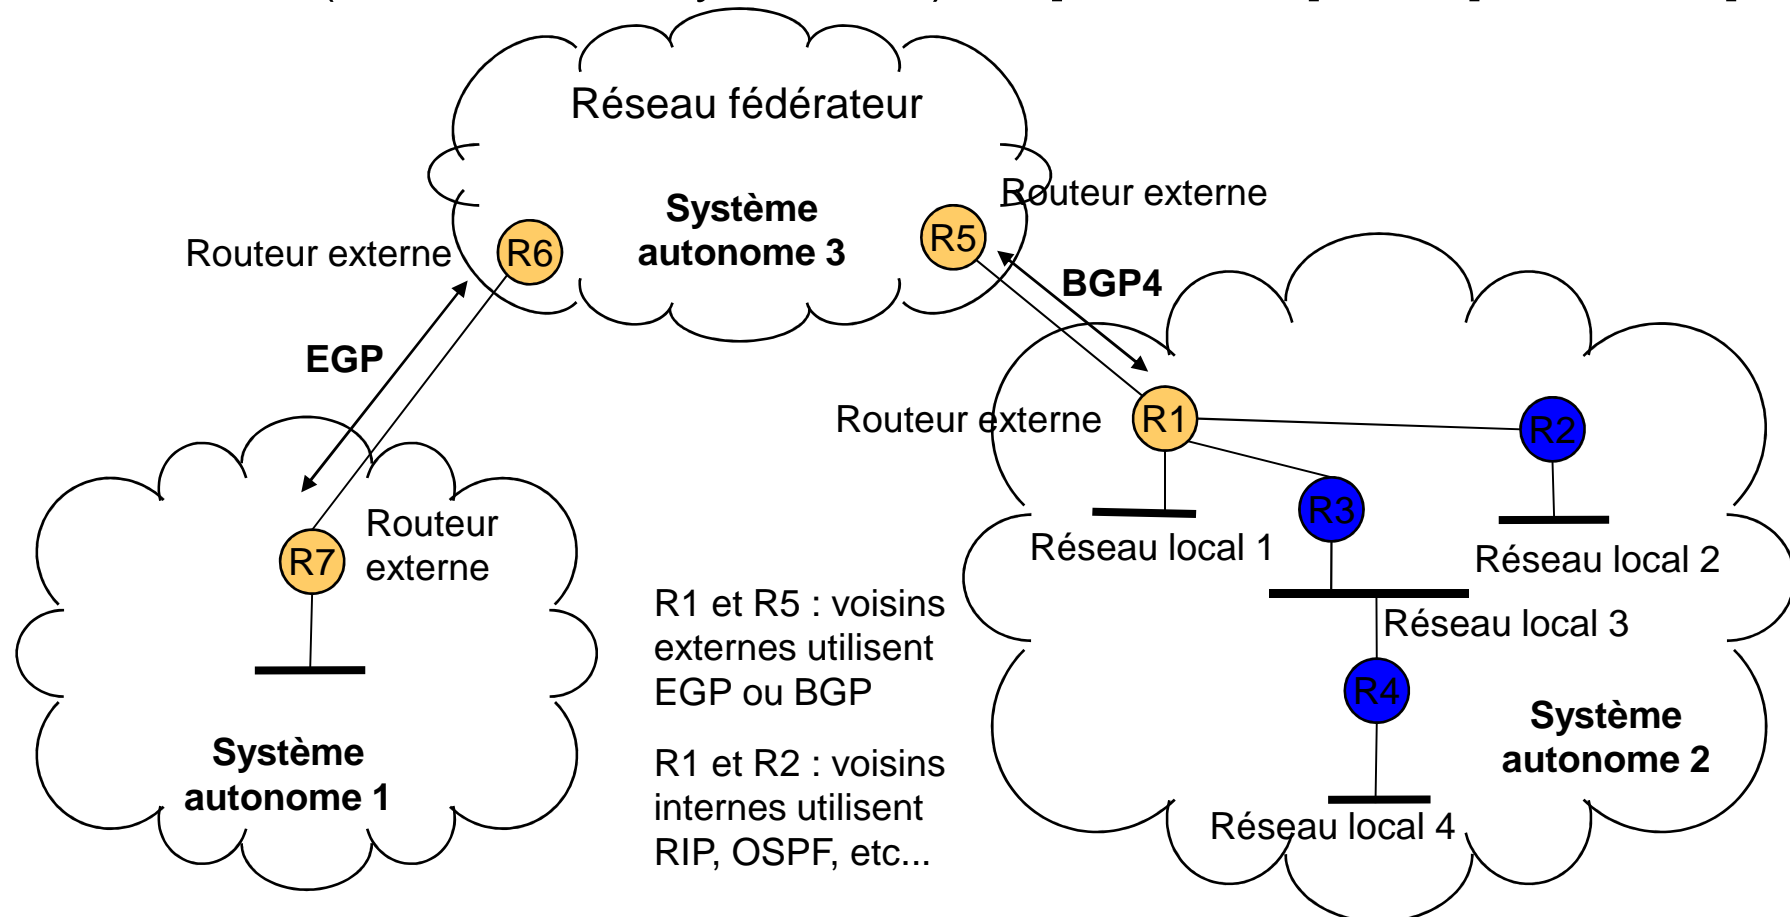 Réseau fédérateur
Système
autonome 3
Routeur externe
R5
Routeur externe
R6
BGP4
EGP
Routeur externe
R1
R2
R3
Réseau local 1
Réseau local 2
Routeur
externe
R7
R1 et R5 : voisins
externes utilisent
EGP ou BGP
Réseau local 3
R4
Système
autonome 2
Système
autonome 1
R1 et R2 : voisins
internes utilisent
RIP, OSPF, etc...
Réseau local 4